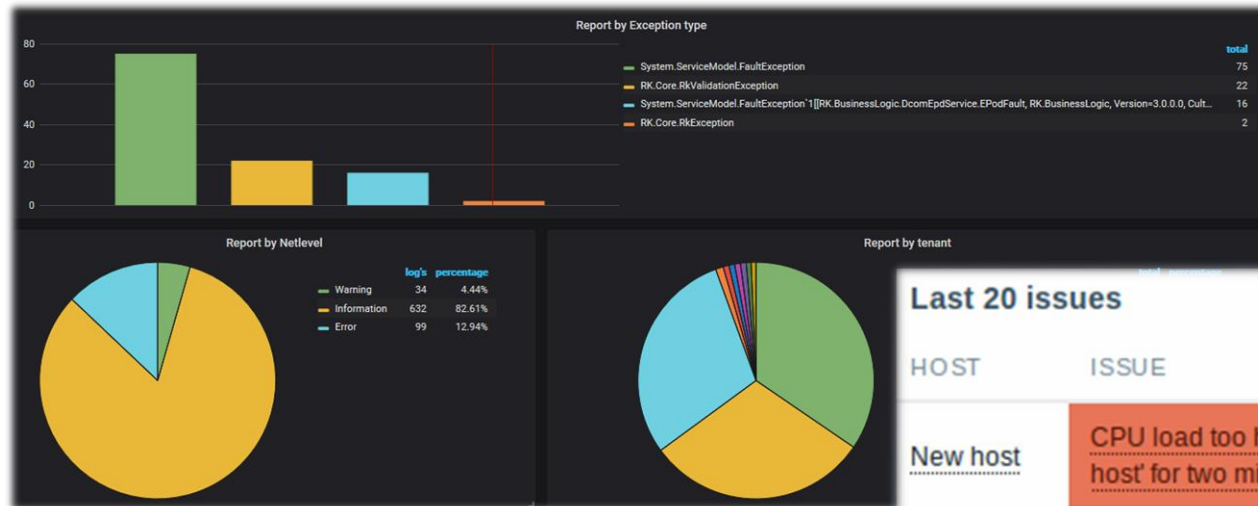 Report by Exception type
80
60
40
20
0
total
System.ServiceModel.FaultException 75
RK.Core.RkValidationException 22
System.ServiceModel.FaultException`1[[RK.BusinessLogic.DcomEpdService.EPodFault, RK.BusinessLogic, Version=3.0.0.0, Cult... 16
RK.Core.RkException 2
Report by Netlevel
log's percentage
Warning 34 4.44%
Information 632 82.61%
Error 99 12.94%
Report by tenant
total percentage
Last 20 issues
HOST ISSUE
New host
CPU load too
host' for two